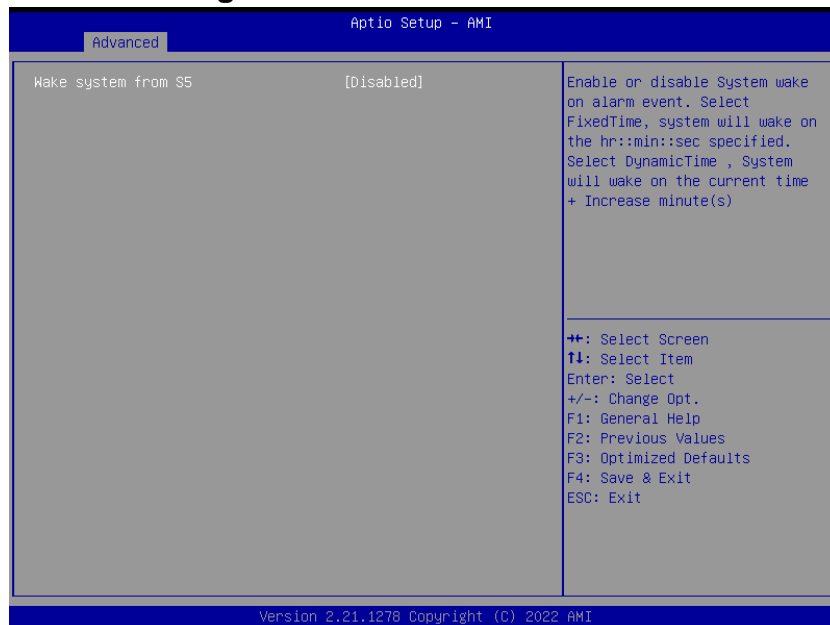 Aptio Setup – AMI
Advanced
Wake system from S5 [Disabled]
Enable or disable System wake
on alarm event. Select
FixedTime, system will wake on
the hr::min::sec specified.
Select DynamicTime , System
will wake on the current time
+ Increase minute(s)
→←: Select Screen
↑↓: Select Item
Enter: Select
+/-: Change Opt.
F1: General Help
F2: Previous Values
F3: Optimized Defaults
F4: Save & Exit
ESC: Exit
Version 2.21.1278 Copyright (C) 2022 AMI